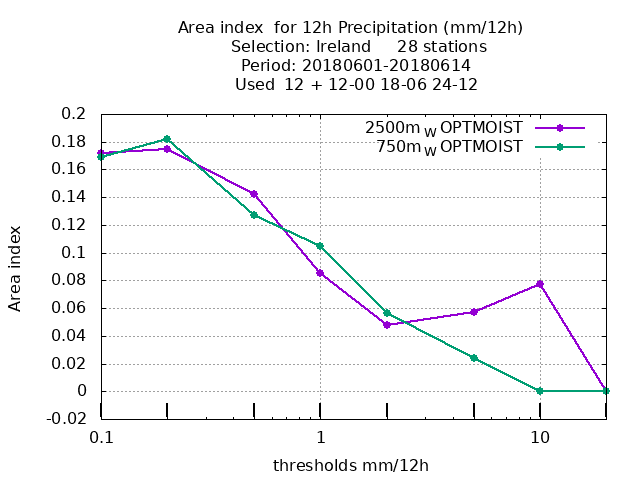 Area index  for 12h Precipitation (mm/12h)
Selection: Ireland     28 stations
Period: 20180601-20180614
Used  12 + 12-00 18-06 24-12
2500m_W OPTMOIST
750m_W OPTMOIST
0.2
0.18
0.16
0.14
0.12
0.1
0.08
0.06
0.04
0.02
0
-0.02
Area index
0.1 1 10
thresholds mm/12h